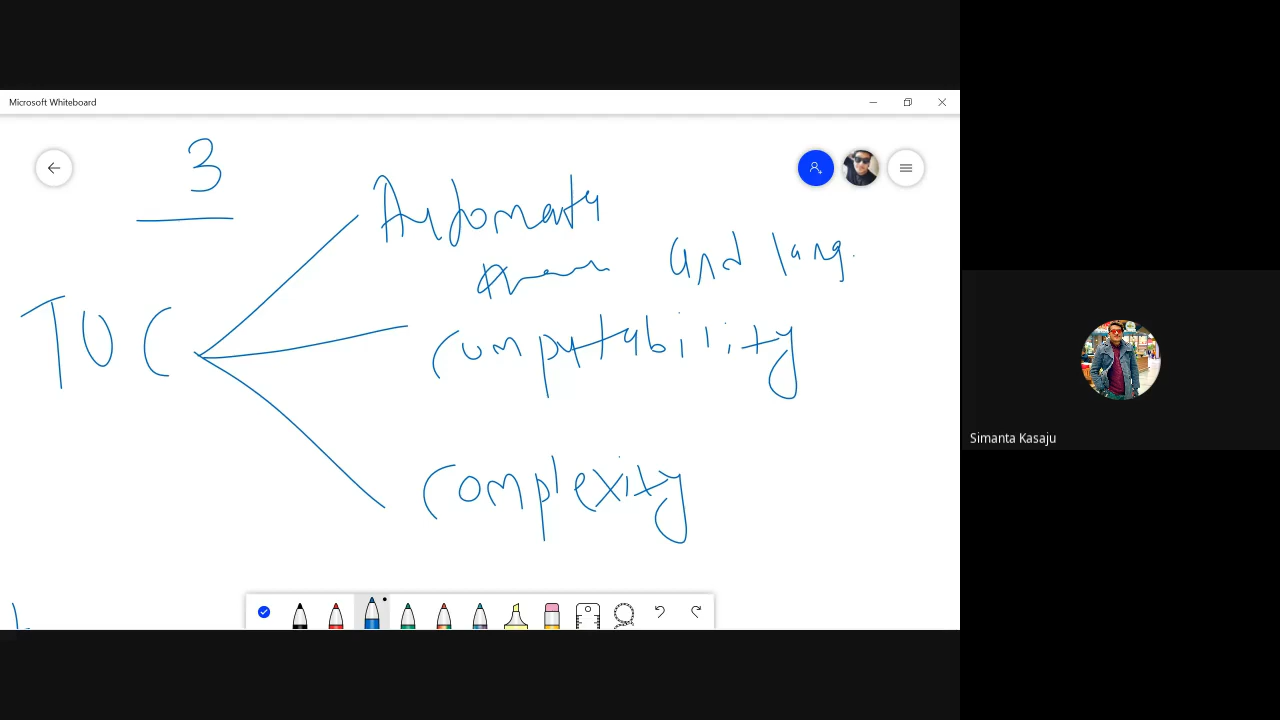 Microsoft Whiteboard
3
Automata
and lang.
TOC
Computability
Simanta Kasaju
Complexity